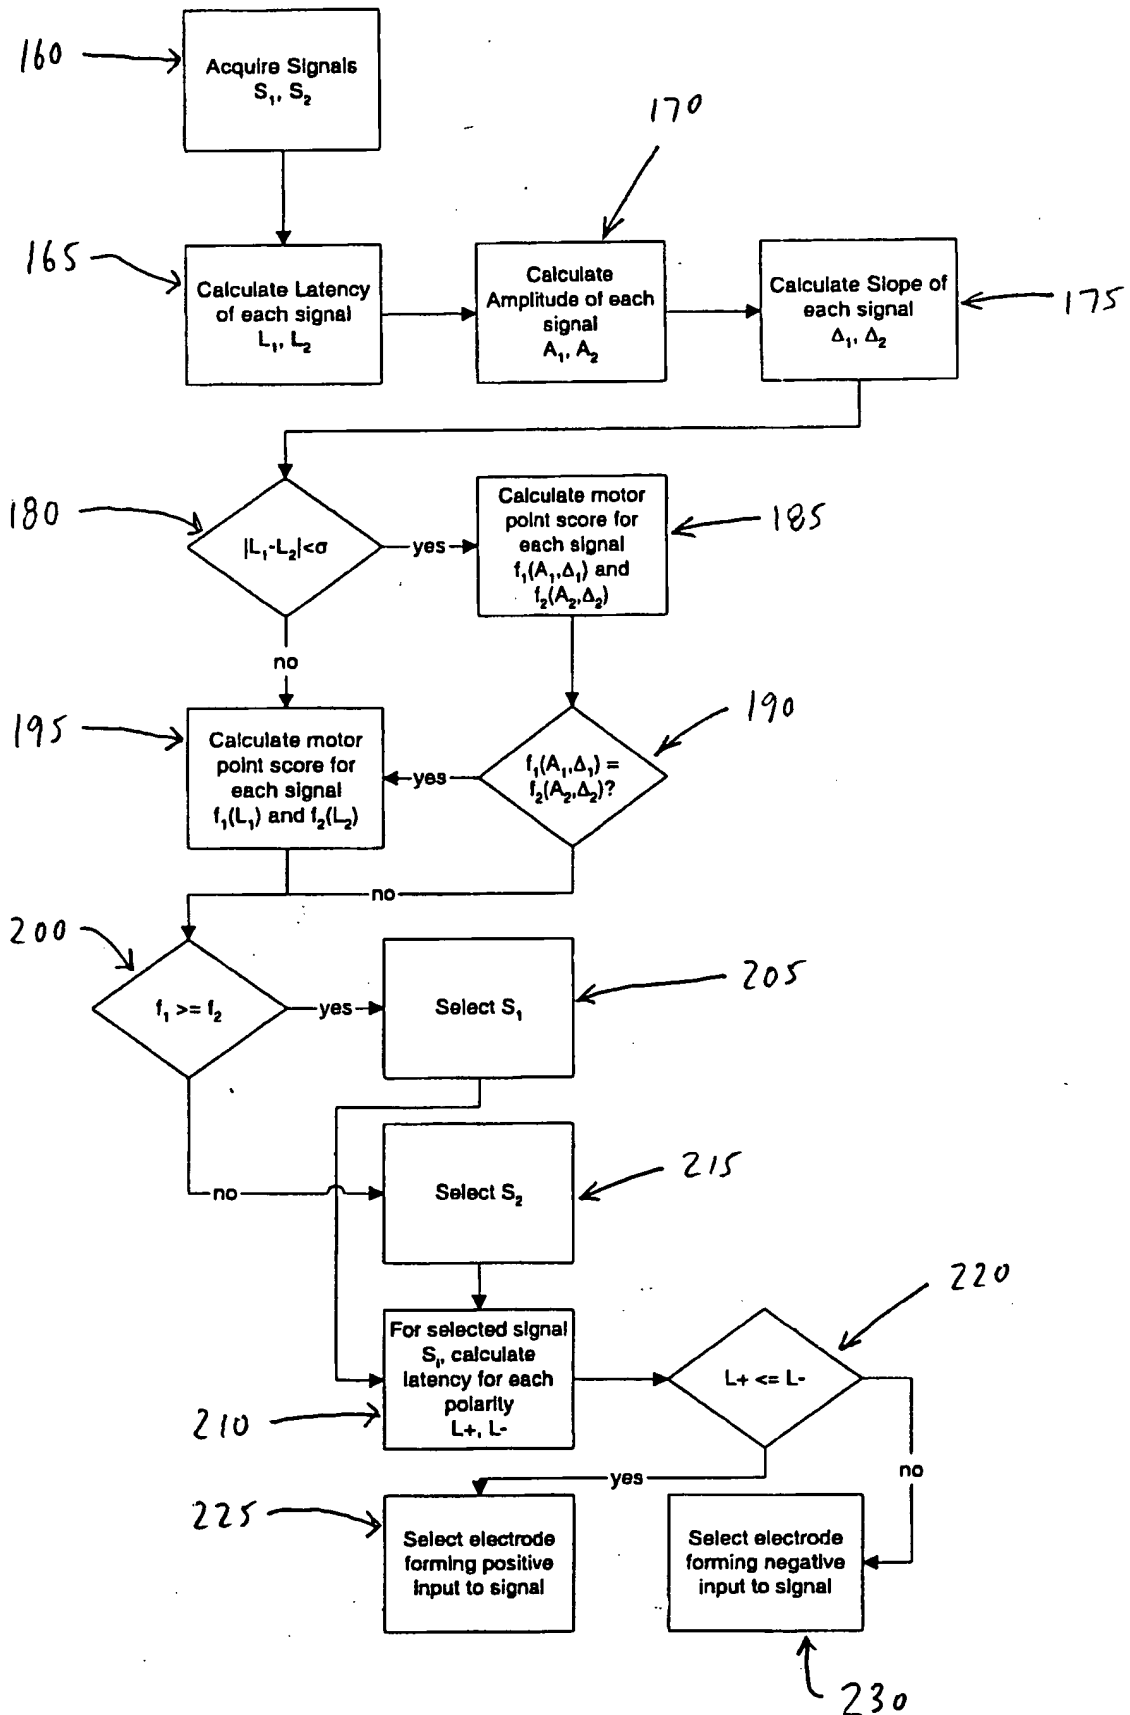 160
Acquire Signals
S₁, S₂
170
165
Calculate Latency
of each signal
L₁, L₂
Calculate
Amplitude of each
signal
A₁, A₂
Calculate Slope of
each signal
Δ₁, Δ₂
175
180
|L₁-L₂|<σ
yes
Calculate motor
point score for
each signal
f₁(A₁,Δ₁) and
f₂(A₂,Δ₂)
185
no
195
Calculate motor
point score for
each signal
f₁(L₁) and f₂(L₂)
yes
f₁(A₁,Δ₁) =
f₂(A₂,Δ₂)?
190
no
200
f₁ >= f₂
yes
Select S₁
205
no
Select S₂
215
For selected signal
Sᵢ, calculate
latency for each
polarity
L+, L-
210
L+ <= L-
220
yes
no
225
Select electrode
forming positive
input to signal
Select electrode
forming negative
input to signal
230